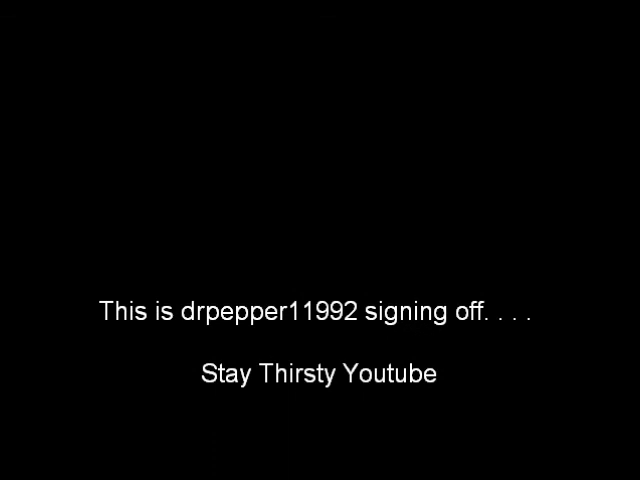 This is drpepper11992 signing off. . . .
Stay Thirsty Youtube